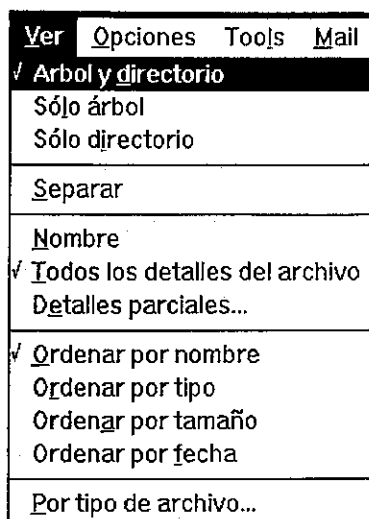 Ver Opciones Tools Mail
√ Arbol y directorio
Sólo árbol
Sólo directorio
Separar
Nombre
√ Todos los detalles del archivo
Detalles parciales...
√ Ordenar por nombre
Ordenar por tipo
Ordenar por tamaño
Ordenar por fecha
Por tipo de archivo...